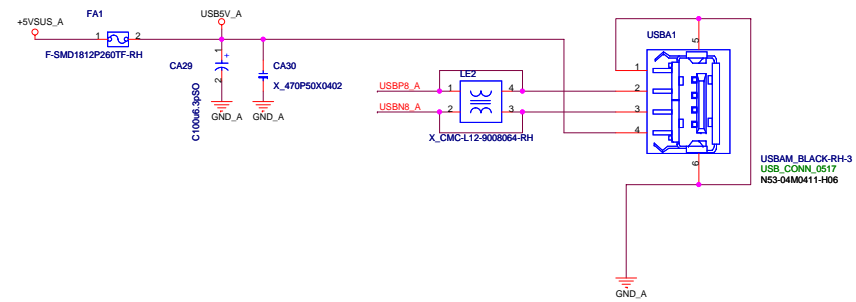 +5VSUS_A
FA1
1
2
F-SMD1812P260TF-RH
USB5V_A
CA29
1
+
2
C100u6.3pSO
GND_A
CA30
X_470P50X0402
GND_A
USBP8_A
USBN8_A
LE2
1
4
2
3
X_CMC-L12-9008064-RH
USBA1
5
1
2
3
4
6
USBAM_BLACK-RH-3
USB_CONN_0517
N53-04M0411-H06
GND_A